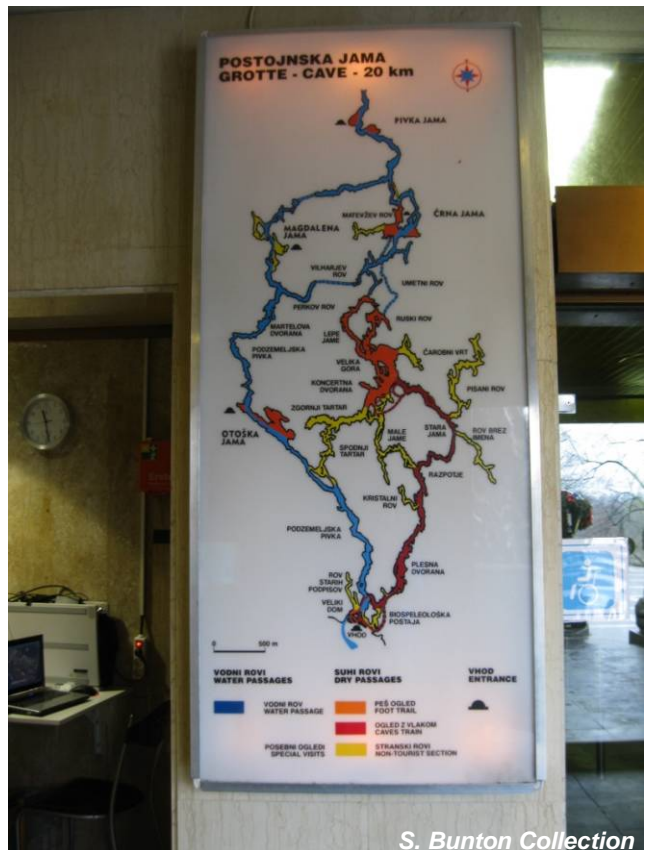 POSTOJNSKA JAMA
GROTTE - CAVE - 20 km
PIVKA JAMA
MATEVŽEV ROV
ČRNA JAMA
MAGDALENA
JAMA
VILHARJEV
ROV
UMETNI ROV
PERKOV ROV
RUSKI ROV
MARTELOVA
DVORANA
LEPE
JAME
PODZEMELJSKA
PIVKA
ČAROBNI VRT
VELIKA
GORA
KONCERTNA
DVORANA
PISANI ROV
ZGORNJI TARTAR
OTOŠKA
JAMA
MALE
JAME
STARA
JAMA
ROV BREZ
IMENA
SPODNJI
TARTAR
RAZPOTJE
KRISTALNI
ROV
PODZEMELJSKA
PIVKA
PLESNA
DVORANA
ROV
STARIH
PODPISOV
VELIKI
DOM
BIOSPELEOLOŠKA
POSTAJA
VHOD
0 500 m
VODNI ROVI
WATER PASSAGES
SUHI ROVI
DRY PASSAGES
VHOD
ENTRANCE
VODNI ROV
WATER PASSAGE
PEŠ OGLED
FOOT TRAIL
OGLED Z VLAKOM
CAVES TRAIN
POSEBNI OGLEDI
SPECIAL VISITS
STRANSKI ROVI
NON-TOURIST SECTION
S. Bunton Collection